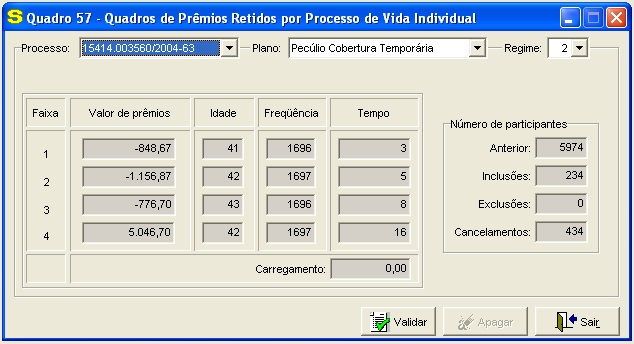 S Quadro 57 - Quadros de Prêmios Retidos por Processo de Vida Individual
Processo: 15414.003560/2004-63 Plano: Pecúlio Cobertura Temporária Regime: 2
Faixa Valor de prêmios Idade Freqüência Tempo
1 -848,67 41 1696 3
2 -1.156,87 42 1697 5
3 -776,70 43 1696 8
4 5.046,70 42 1697 16
Carregamento: 0,00
Número de participantes
Anterior: 5974
Inclusões: 234
Exclusões: 0
Cancelamentos: 434
Validar Apagar Sair